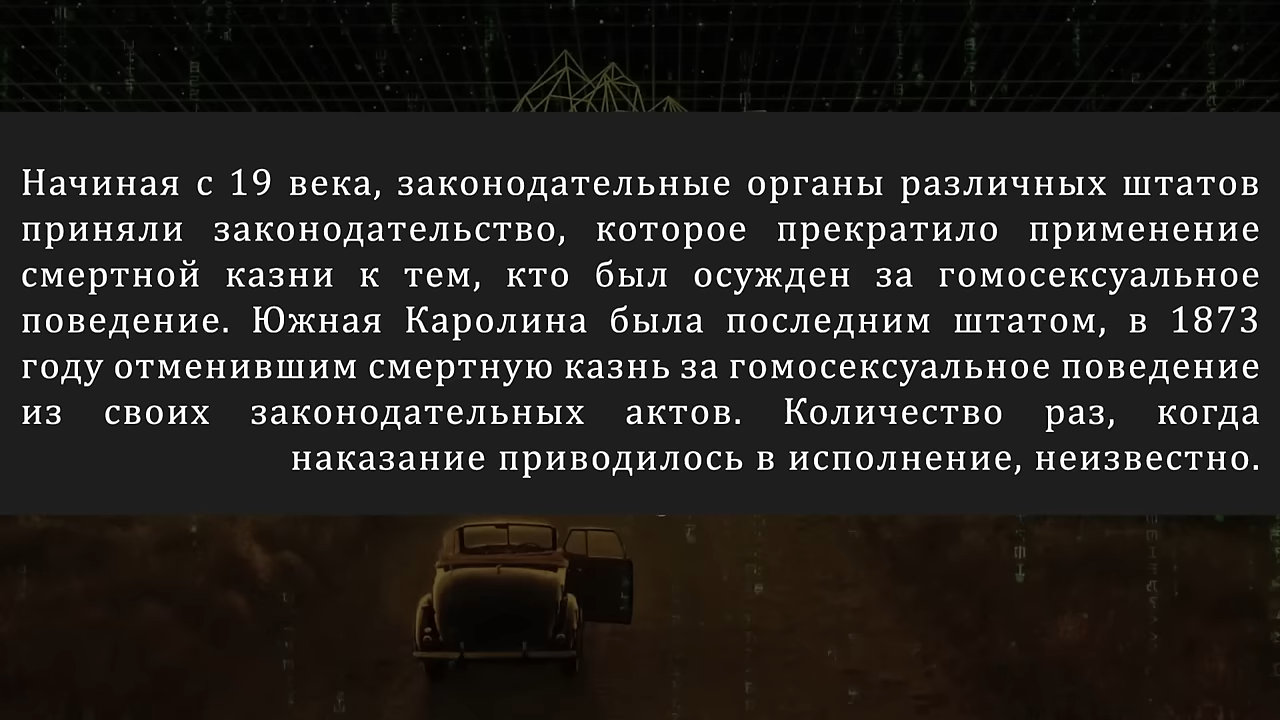 Начиная с 19 века, законодательные органы различных штатов
приняли законодательство, которое прекратило применение
смертной казни к тем, кто был осужден за гомосексуальное
поведение. Южная Каролина была последним штатом, в 1873
году отменившим смертную казнь за гомосексуальное поведение
из своих законодательных актов. Количество раз, когда
наказание приводилось в исполнение, неизвестно.